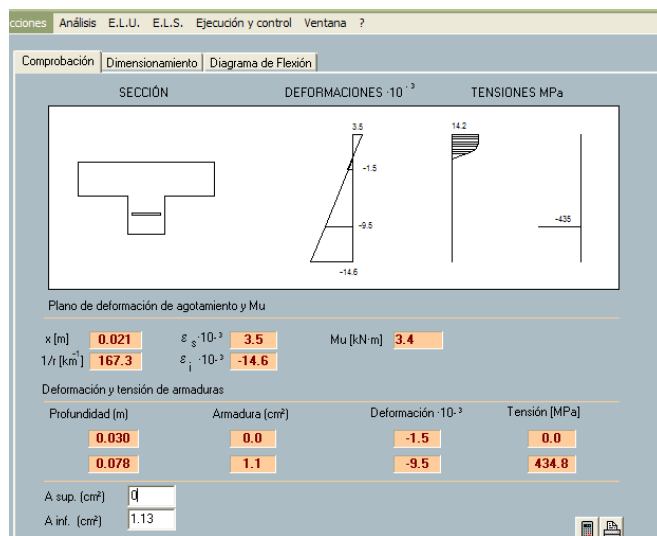 cciones Análisis E.L.U. E.L.S. Ejecución y control Ventana ?
Comprobación Dimensionamiento Diagrama de Flexión
SECCIÓN DEFORMACIONES ·10 ⁻³ TENSIONES MPa
3.5 14.2
-1.5
-9.5 -435
-14.6
Plano de deformación de agotamiento y Mu
x [m] 0.021 ε s ·10-³ 3.5 Mu [kN·m] 3.4
1/r [km⁻¹] 167.3 ε i ·10-³ -14.6
Deformación y tensión de armaduras
Profundidad (m) Armadura (cm²) Deformación ·10-³ Tensión [MPa]
0.030 0.0 -1.5 0.0
0.078 1.1 -9.5 434.8
A sup. (cm²) 0
A inf. (cm²) 1.13